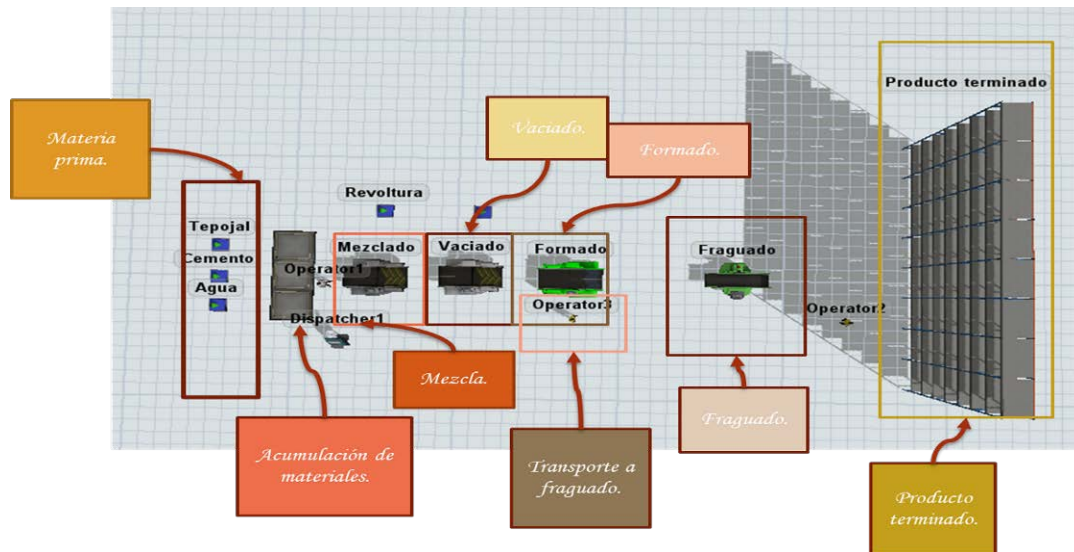 Materia
prima.
Vaciado.
Formado.
Producto terminado
Revoltura
Tepojal
Cemento
Agua
Operator1
Dispatcher1
Mezclado
Vaciado
Formado
Operator3
Fraguado
Operator2
Mezcla.
Acumulación de
materiales.
Transporte a
fraguado.
Fraguado.
Producto
terminado.